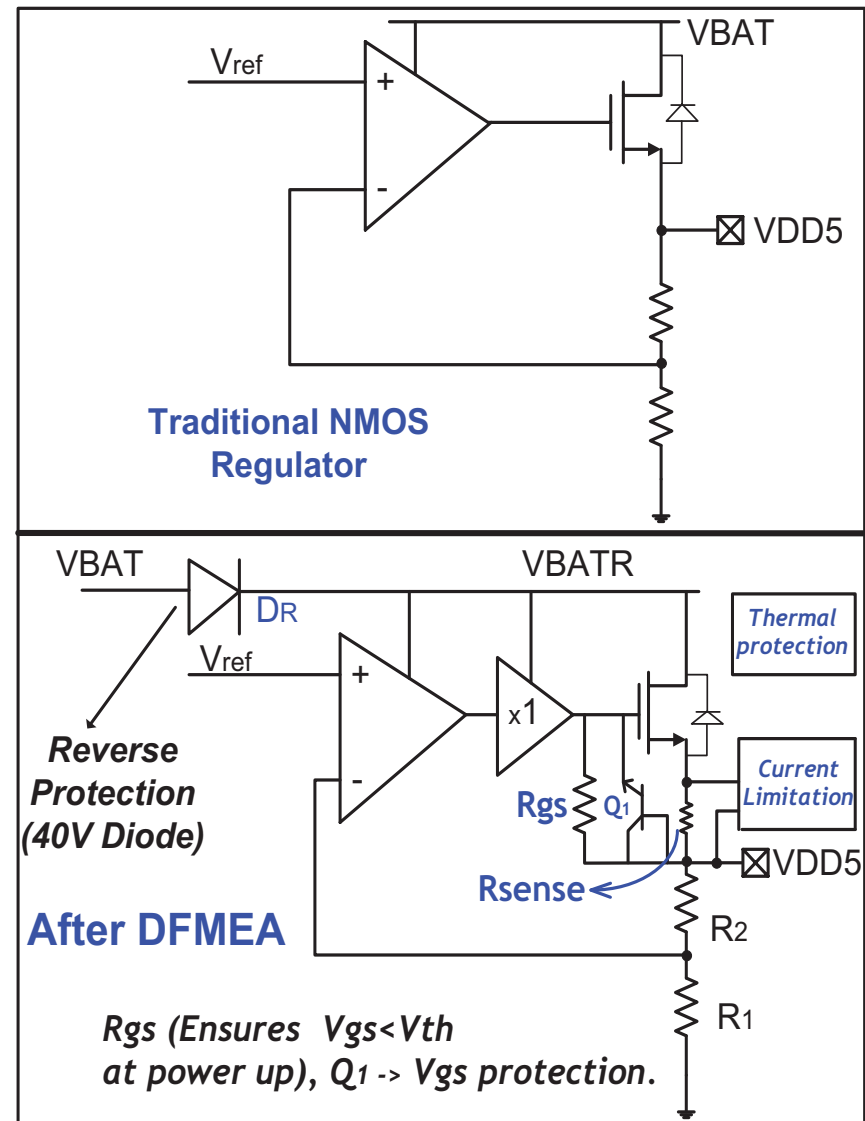 VBAT
Vref
+
-
VDD5
Traditional NMOS
Regulator
VBAT
VBATR
DR
Thermal
protection
Vref
+
x1
-
Reverse
Protection
(40V Diode)
Rgs
Q1
Current
Limitation
VDD5
Rsense
After DFMEA
R2
R1
Rgs (Ensures Vgs<Vth
at power up), Q1 -> Vgs protection.